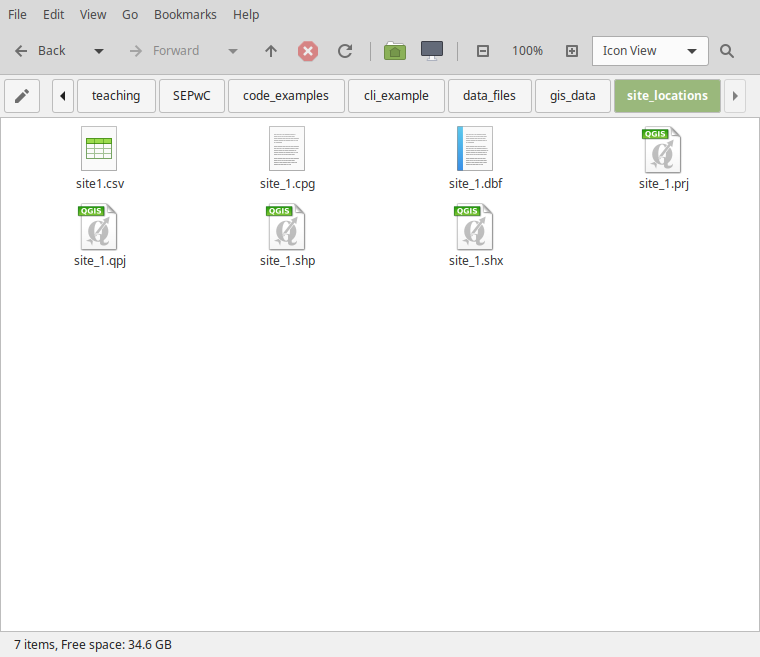 File Edit View Go Bookmarks Help
Back Forward 100% Icon View
teaching SEPwC code_examples cli_example data_files gis_data site_locations
site1.csv site_1.cpg site_1.dbf QGIS site_1.prj
QGIS site_1.qpj QGIS site_1.shp QGIS site_1.shx
7 items, Free space: 34.6 GB